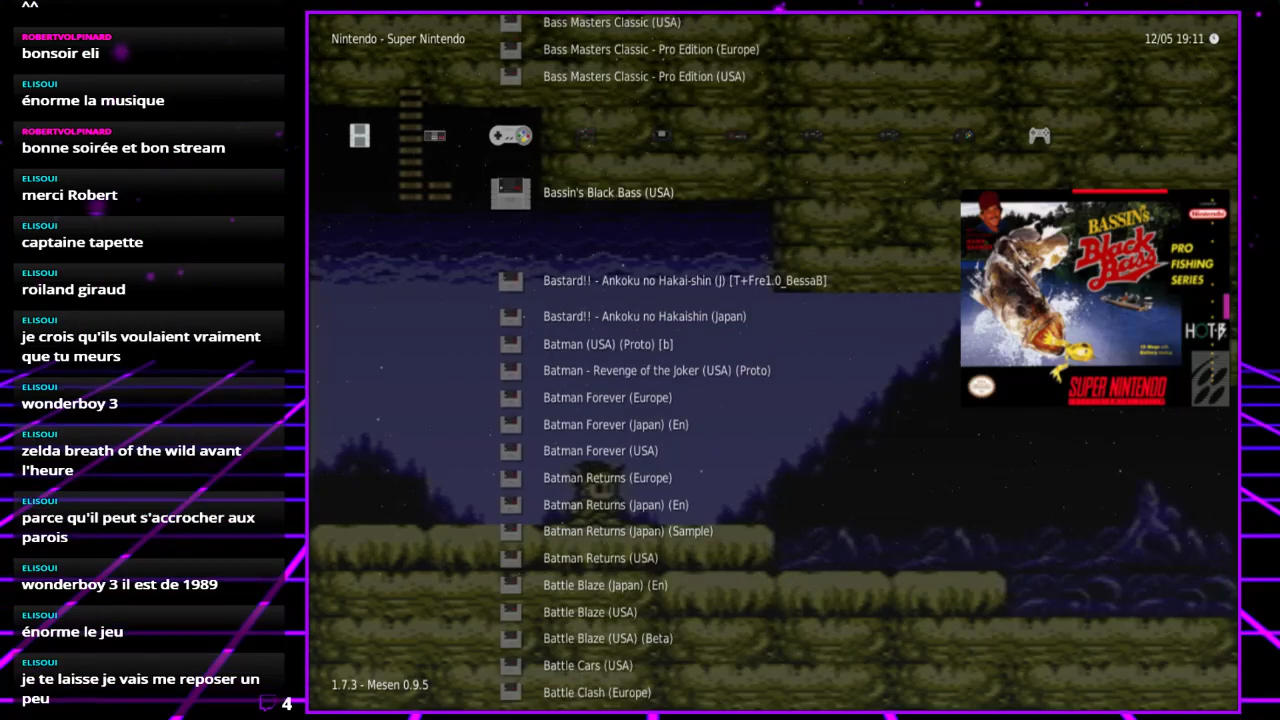 ^^
ROBERTVOLPINARD
bonsoir eli
ELISOUI
énorme la musique
ROBERTVOLPINARD
bonne soirée et bon stream
ELISOUI
merci Robert
ELISOUI
captaine tapette
ELISOUI
roiland giraud
ELISOUI
je crois qu'ils voulaient vraiment
que tu meurs
ELISOUI
wonderboy 3
ELISOUI
zelda breath of the wild avant
l'heure
ELISOUI
parce qu'il peut s'accrocher aux
parois
ELISOUI
wonderboy 3 il est de 1989
ELISOUI
énorme le jeu
ELISOUI
je te laisse je vais me reposer un
peu
4
Nintendo - Super Nintendo
12/05 19:11
Bass Masters Classic (USA)
Bass Masters Classic - Pro Edition (Europe)
Bass Masters Classic - Pro Edition (USA)
Bassin's Black Bass (USA)
Bastard!! - Ankoku no Hakai-shin (J) [T+Fre1.0_BessaB]
Bastard!! - Ankoku no Hakaishin (Japan)
Batman (USA) (Proto) [b]
Batman - Revenge of the Joker (USA) (Proto)
Batman Forever (Europe)
Batman Forever (Japan) (En)
Batman Forever (USA)
Batman Returns (Europe)
Batman Returns (Japan) (En)
Batman Returns (Japan) (Sample)
Batman Returns (USA)
Battle Blaze (Japan) (En)
Battle Blaze (USA)
Battle Blaze (USA) (Beta)
Battle Cars (USA)
Battle Clash (Europe)
1.7.3 - Mesen 0.9.5
BASSIN's
Black
Bass
PRO
FISHING
SERIES
Nintendo
HOT·B
SUPER NINTENDO